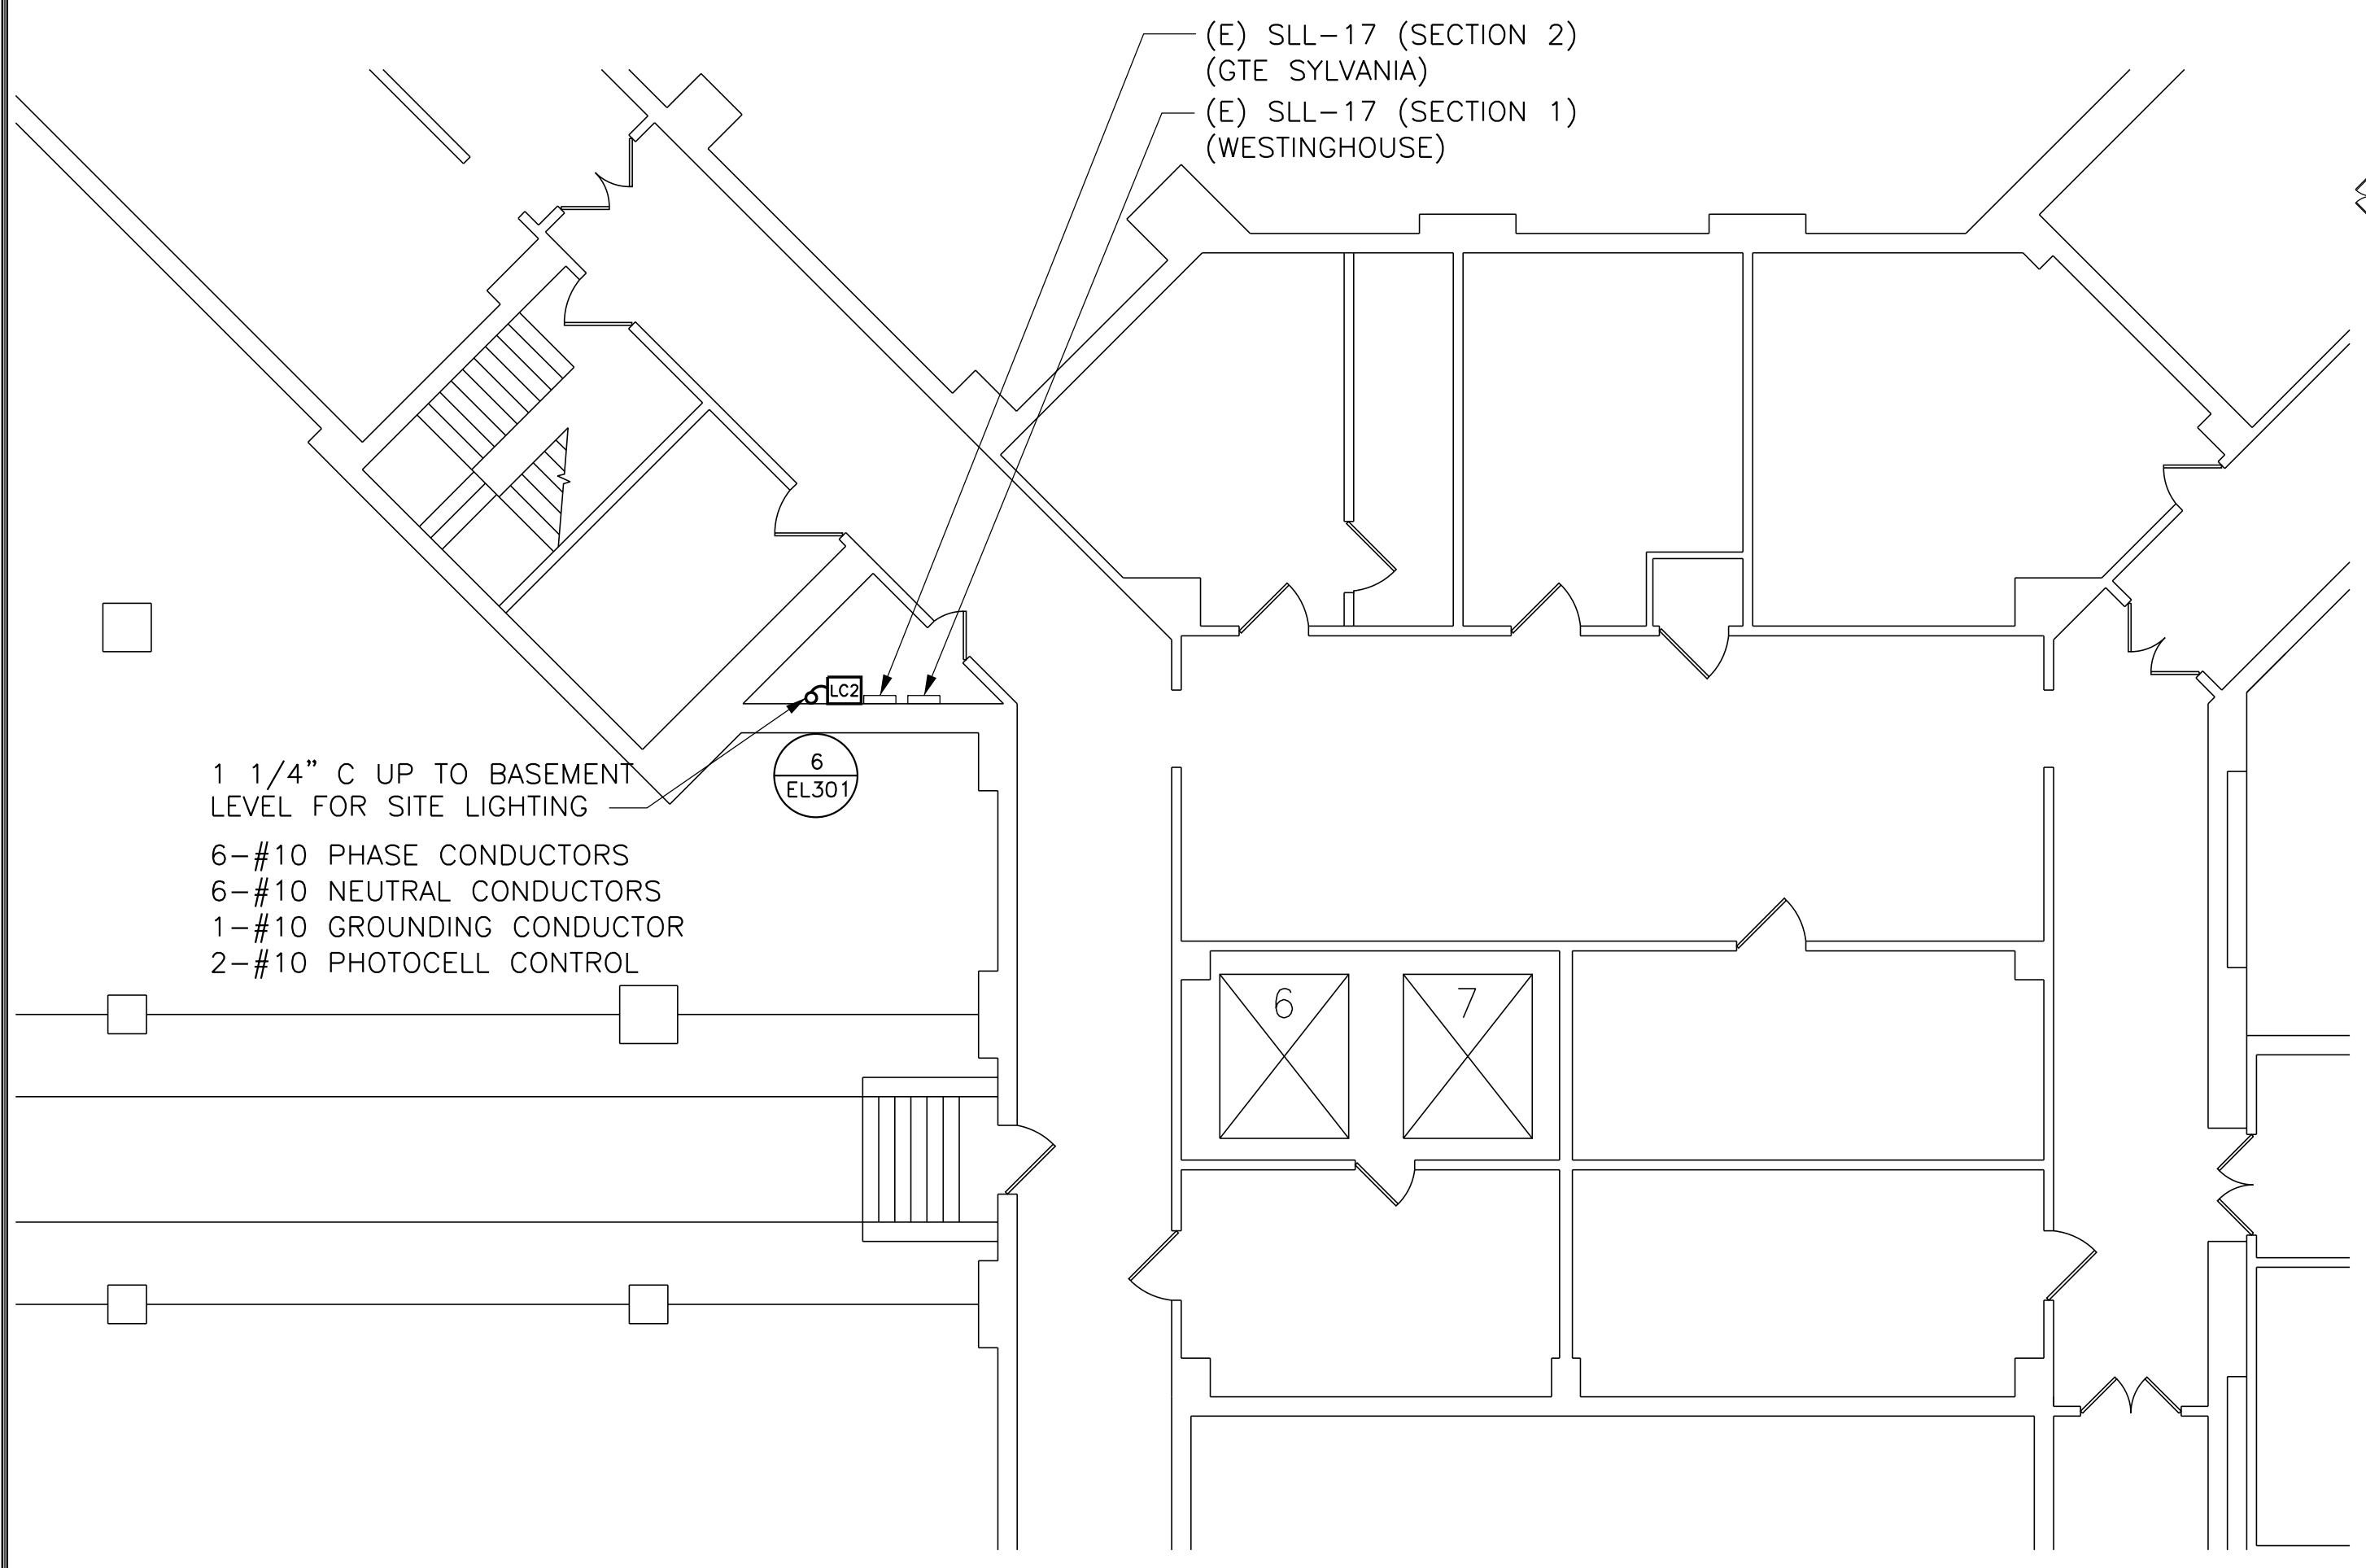 (E) SLL-17 (SECTION 2)
(GTE SYLVANIA)
(E) SLL-17 (SECTION 1)
(WESTINGHOUSE)
LC2
6
EL301
1 1/4" C UP TO BASEMENT
LEVEL FOR SITE LIGHTING
6-#10 PHASE CONDUCTORS
6-#10 NEUTRAL CONDUCTORS
1-#10 GROUNDING CONDUCTOR
2-#10 PHOTOCELL CONTROL
6
7